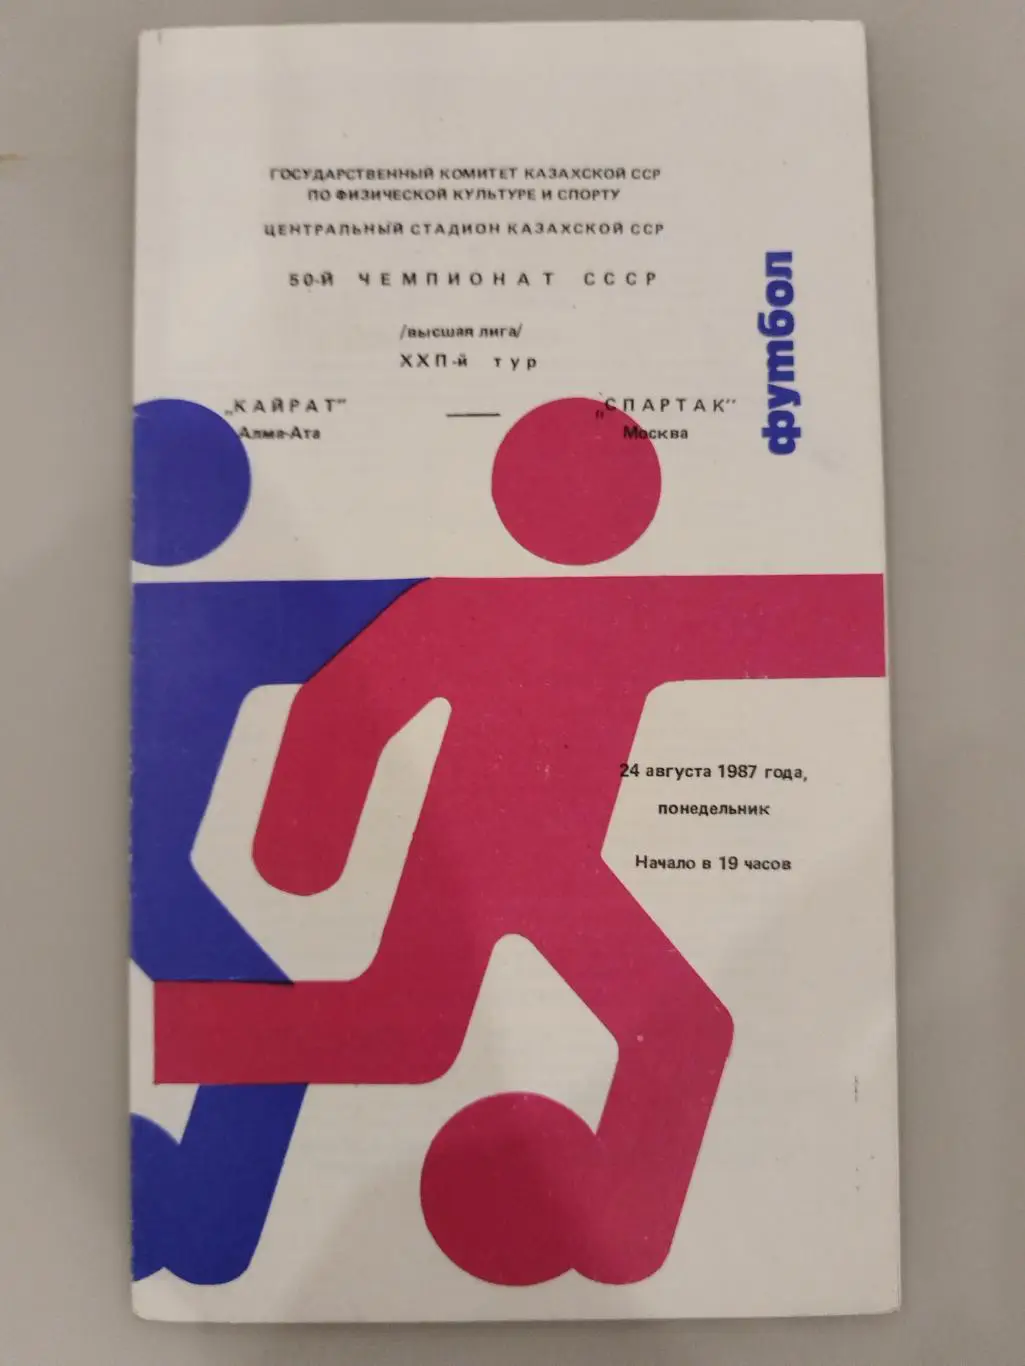 ГОСУДАРСТВЕННЫЙ КОМИТЕТ КАЗАХСКОЙ ССР
ПО ФИЗИЧЕСКОЙ КУЛЬТУРЕ И СПОРТУ
ЦЕНТРАЛЬНЫЙ СТАДИОН КАЗАХСКОЙ ССР
50-Й ЧЕМПИОНАТ СССР
/высшая лига/
ХХП-й тур
„КАЙРАТ" — „СПАРТАК"
Алма-Ата Москва
футбол
24 августа 1987 года,
понедельник
Начало в 19 часов